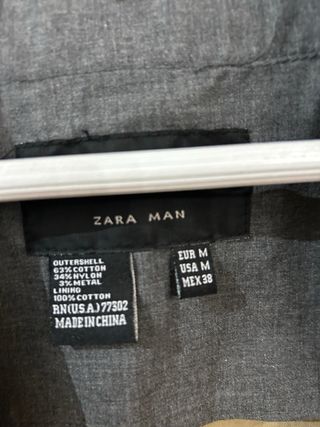 ZARA MAN
OUTERSHELL
63% COTTON
34% NYLON
3% METAL
LINING
100% COTTON
RN(U.S.A.) 77302
MADE IN CHINA
EUR M
USA M
MEX 38